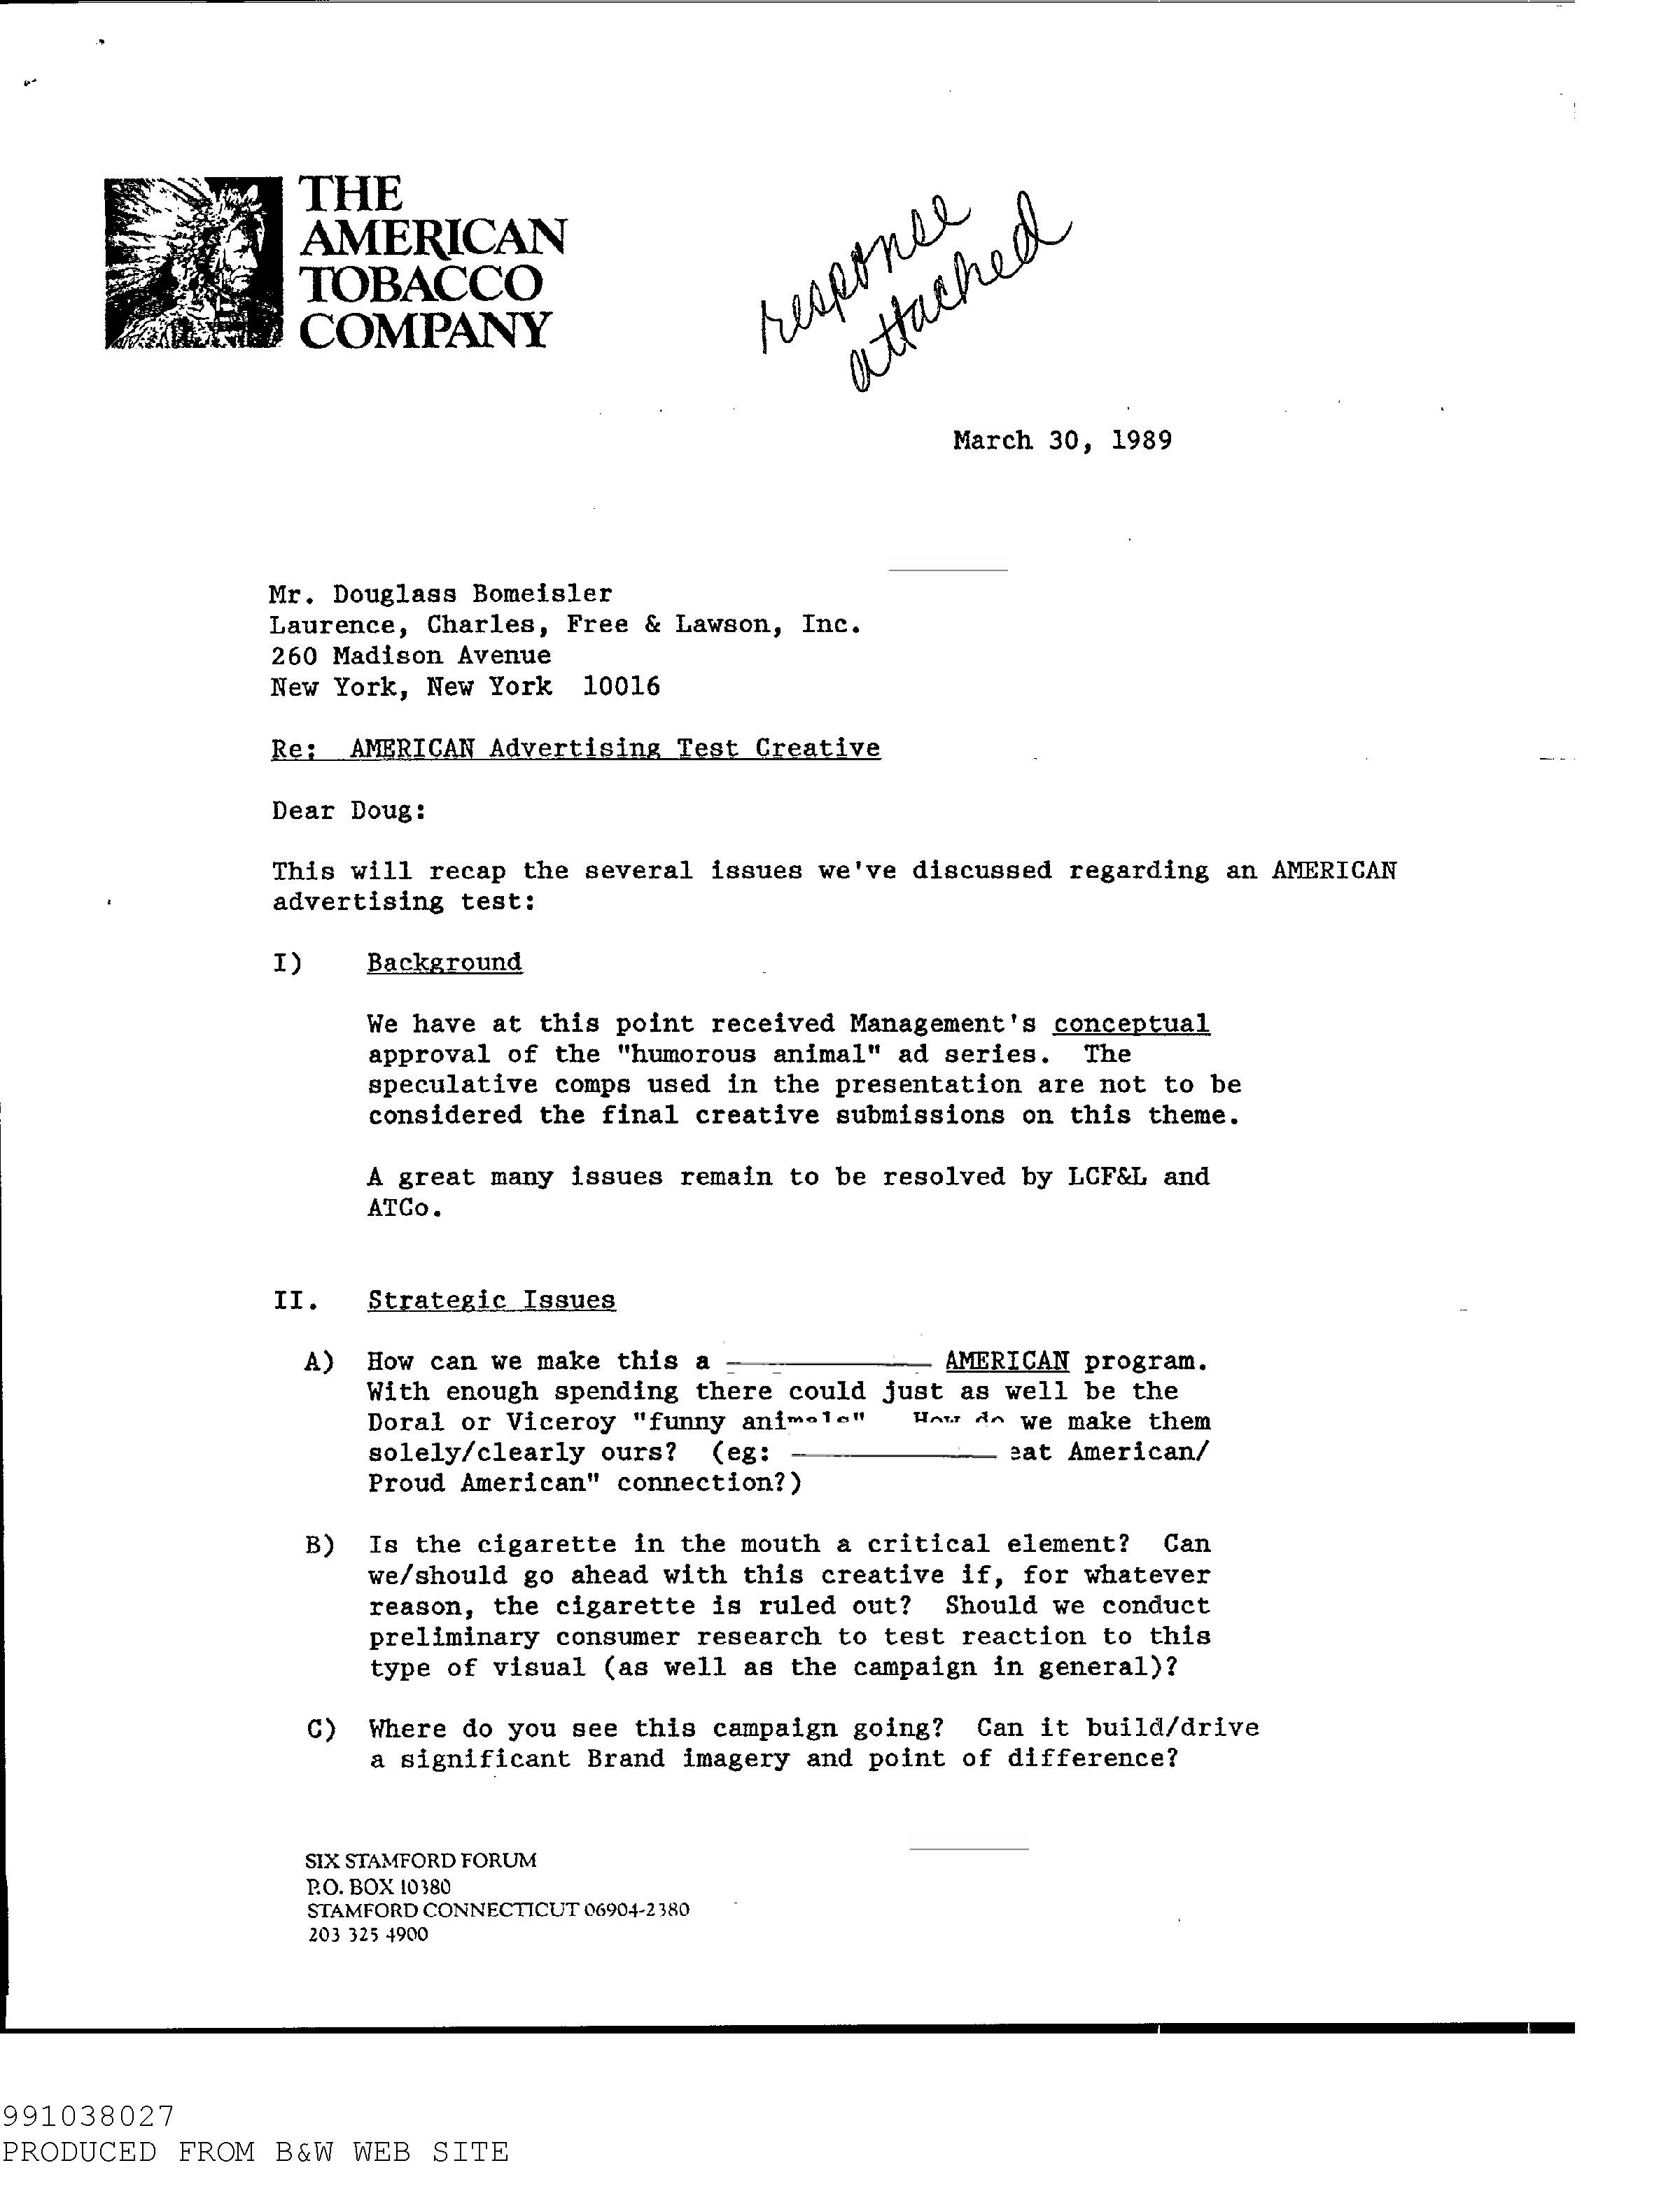 THE
AMERICAN
TOBACCO
COMPANY
response
attached
March 30, 1989
Mr. Douglass Bomeisler
Laurence, Charles, Free & Lawson, Inc.
260 Madison Avenue
New York, New York 10016
Re: AMERICAN Advertising Test Creative
Dear Doug:
This will recap the several issues we've discussed regarding an AMERICAN
advertising test:
I) Background
We have at this point received Management's conceptual
approval of the "humorous animal" ad series. The
speculative comps used in the presentation are not to be
considered the final creative submissions on this theme.
A great many issues remain to be resolved by LCF&L and
ATCo.
II. Strategic Issues
A) How can we make this a AMERICAN program.
With enough spending there could just as well be the
Doral or Viceroy "funny animals" How do we make them
solely/clearly ours? (eg: eat American/
Proud American" connection?)
B) Is the cigarette in the mouth a critical element? Can
we/should go ahead with this creative if, for whatever
reason, the cigarette is ruled out? Should we conduct
preliminary consumer research to test reaction to this
type of visual (as well as the campaign in general)?
C) Where do you see this campaign going? Can it build/drive
a significant Brand imagery and point of difference?
SIX STAMFORD FORUM
P.O. BOX 10380
STAMFORD CONNECTICUT 06904-2380
203 325 4900
991038027
PRODUCED FROM B&W WEB SITE